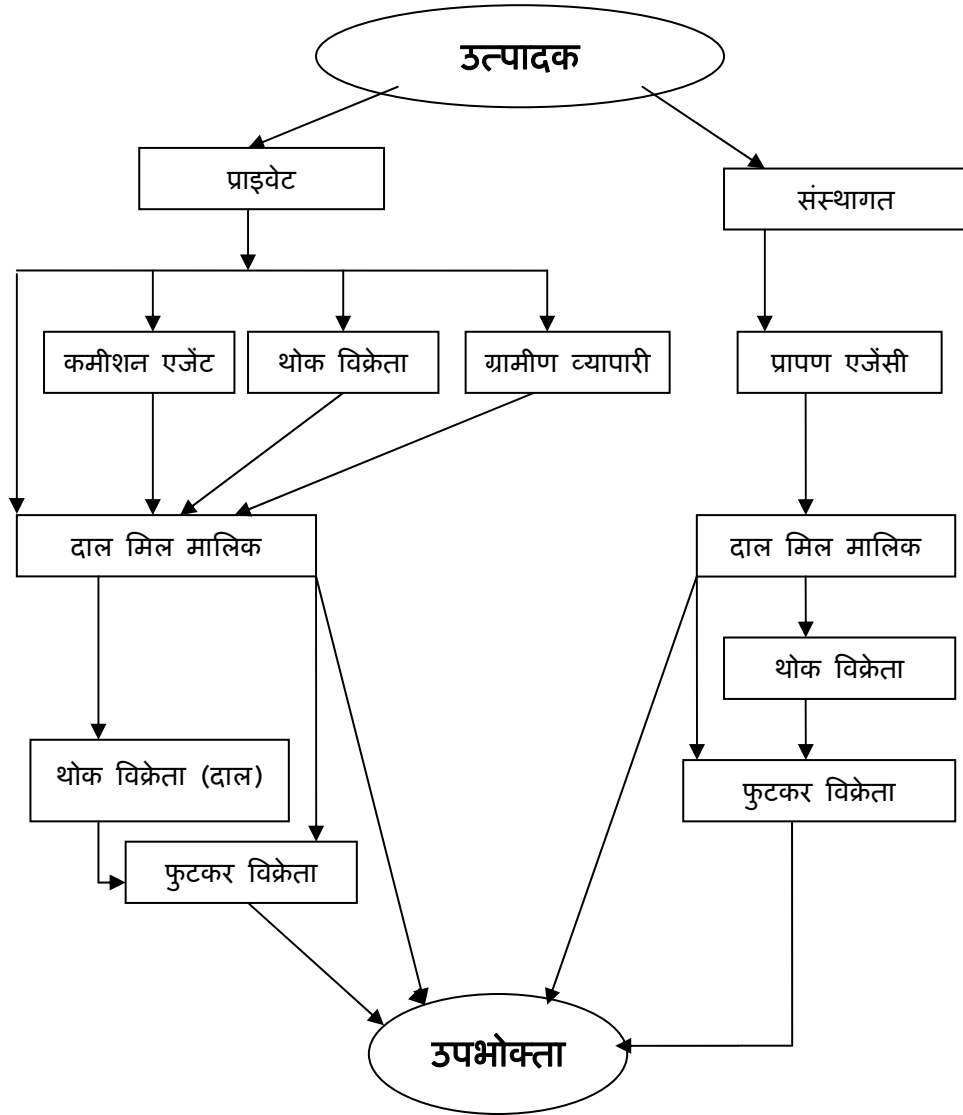 उत्पादक
प्राइवेट
संस्थागत
कमीशन एजेंट
थोक विक्रेता
ग्रामीण व्यापारी
प्रापण एजेंसी
दाल मिल मालिक
दाल मिल मालिक
थोक विक्रेता
थोक विक्रेता (दाल)
फुटकर विक्रेता
फुटकर विक्रेता
उपभोक्ता